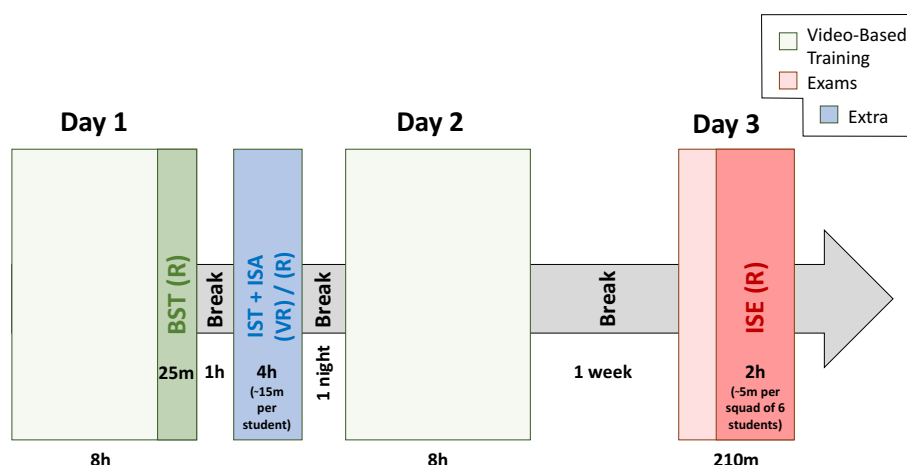 Video-Based
Training
Exams
Extra
Day 1
Day 2
Day 3
BST (R)
Break
IST + ISA
(VR) / (R)
Break
Break
ISE (R)
25m
1h
4h
(~15m
per
student)
1 night
1 week
2h
(~5m per
squad of 6
students)
8h
8h
210m